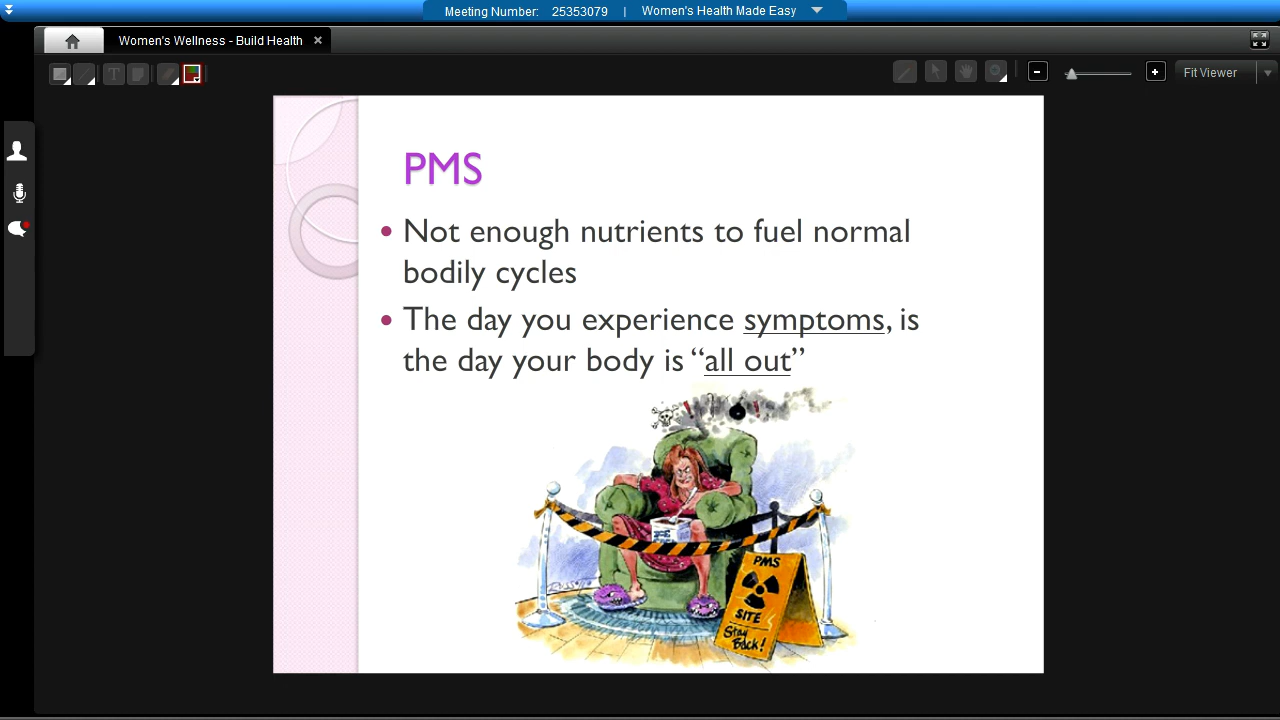 Meeting Number: 25353079 | Women's Health Made Easy
Women's Wellness - Build Health
Fit Viewer
PMS
• Not enough nutrients to fuel normal
bodily cycles
• The day you experience symptoms, is
the day your body is “all out”
PMS
SITE
Stay
Back!